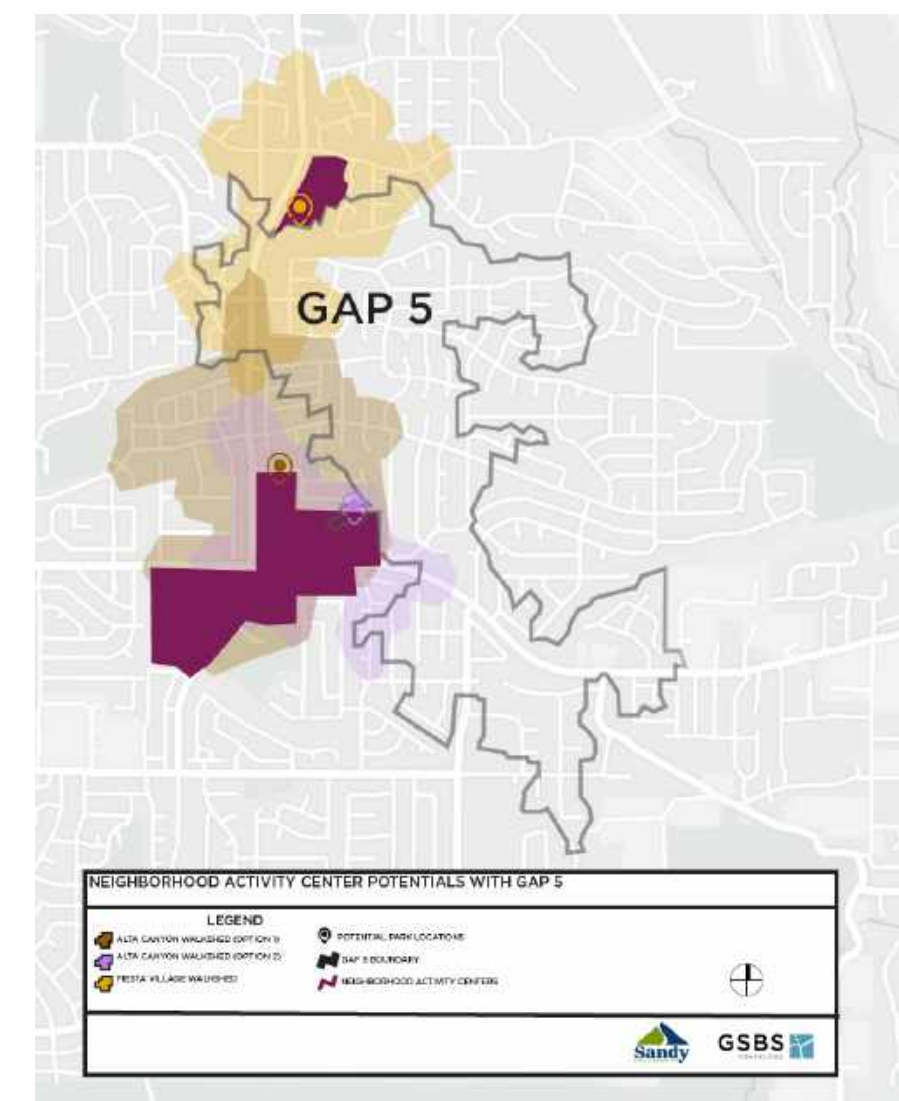 GAP 5
NEIGHBORHOOD ACTIVITY CENTER POTENTIALS WITH GAP 5
LEGEND
ALTA CANYON WALKSHED (OPTION 1)
ALTA CANYON WALKSHED (OPTION 2)
FIESTA VILLAGE WALKSHED
POTENTIAL PARK LOCATIONS
GAP 5 BOUNDARY
NEIGHBORHOOD ACTIVITY CENTERS
Sandy
GSBS